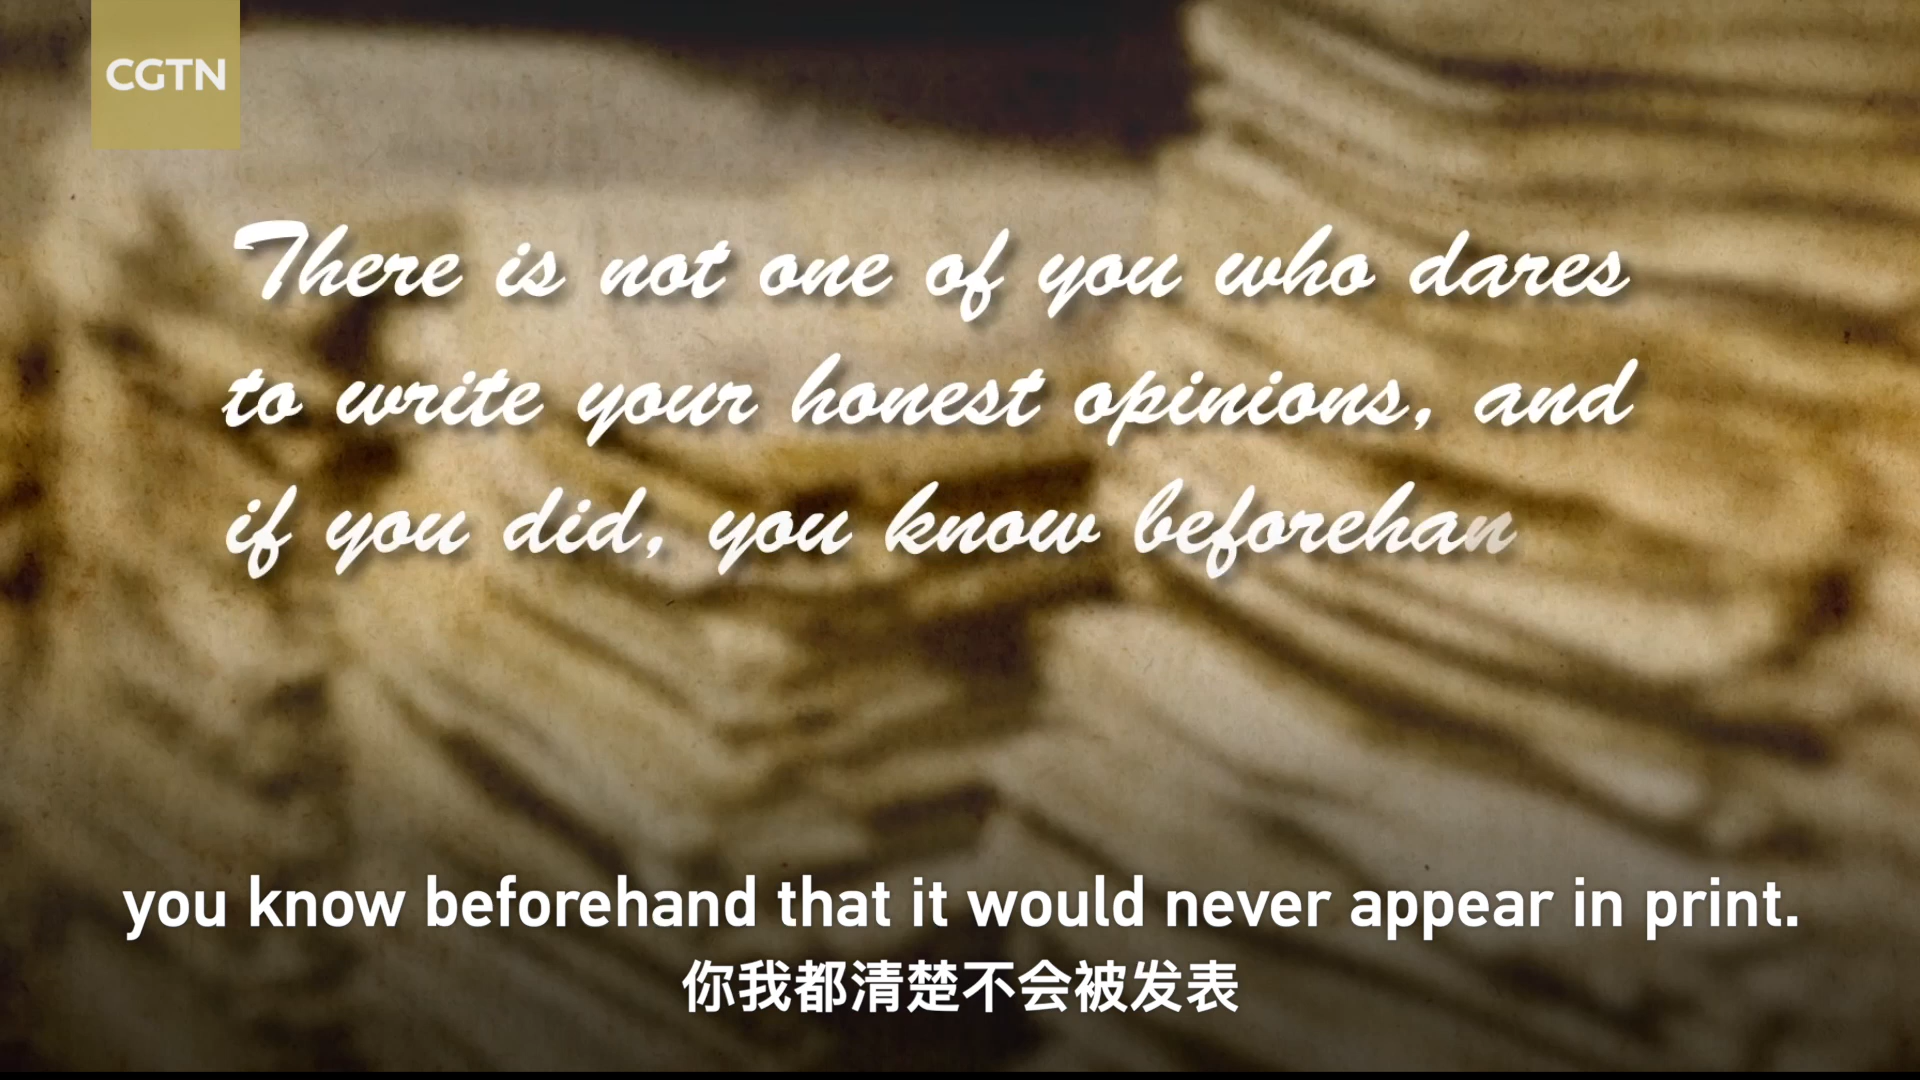 CGTN
There is not one of you who dares
to write your honest opinions, and
if you did, you know beforehan
you know beforehand that it would never appear in print.
你我都清楚不会被发表